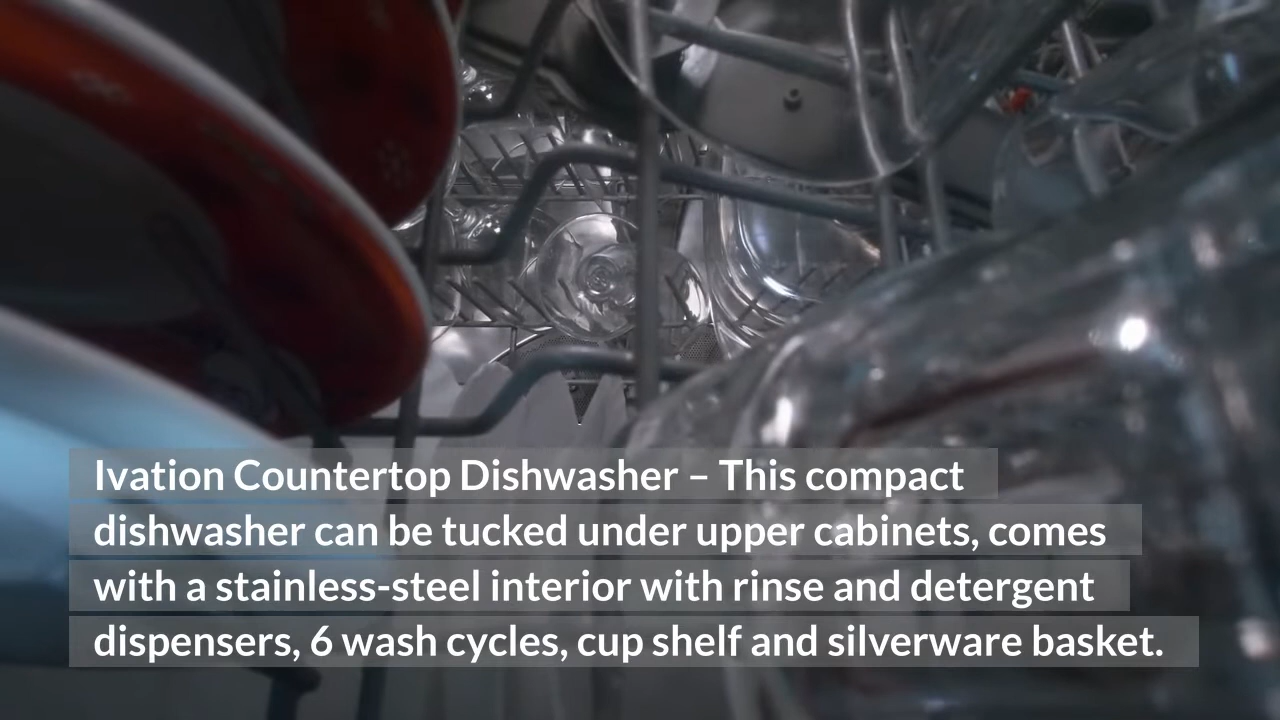 Ivation Countertop Dishwasher – This compact
dishwasher can be tucked under upper cabinets, comes
with a stainless-steel interior with rinse and detergent
dispensers, 6 wash cycles, cup shelf and silverware basket.